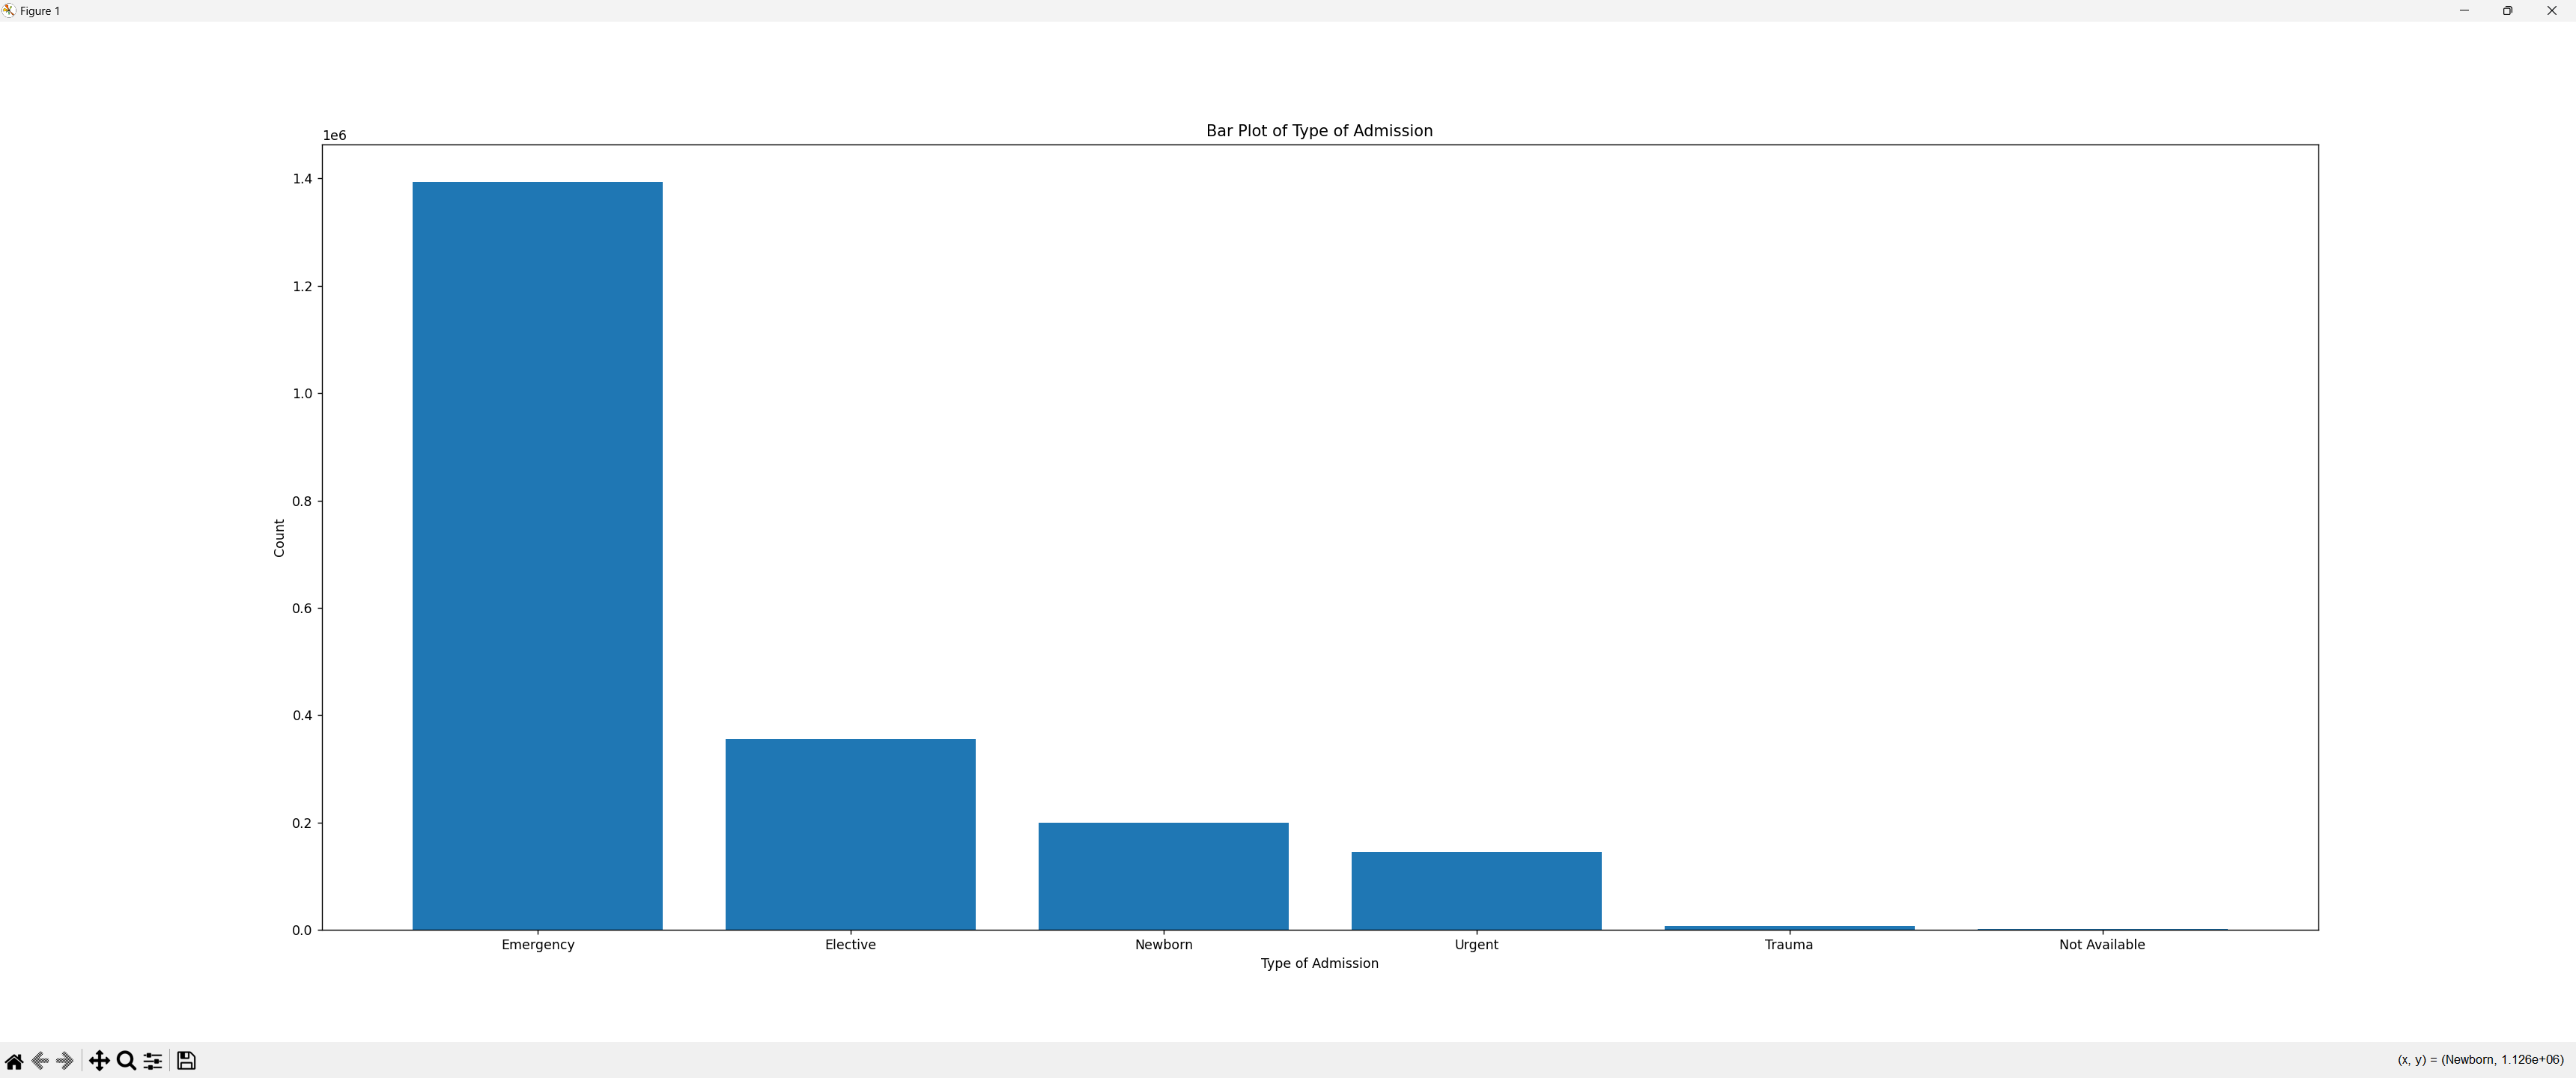 Figure 1
Bar Plot of Type of Admission
1e6
1.4
1.2
1.0
0.8
0.6
0.4
0.2
0.0
Count
Emergency Elective Newborn Urgent Trauma Not Available
Type of Admission
(x, y) = (Newborn, 1.126e+06)